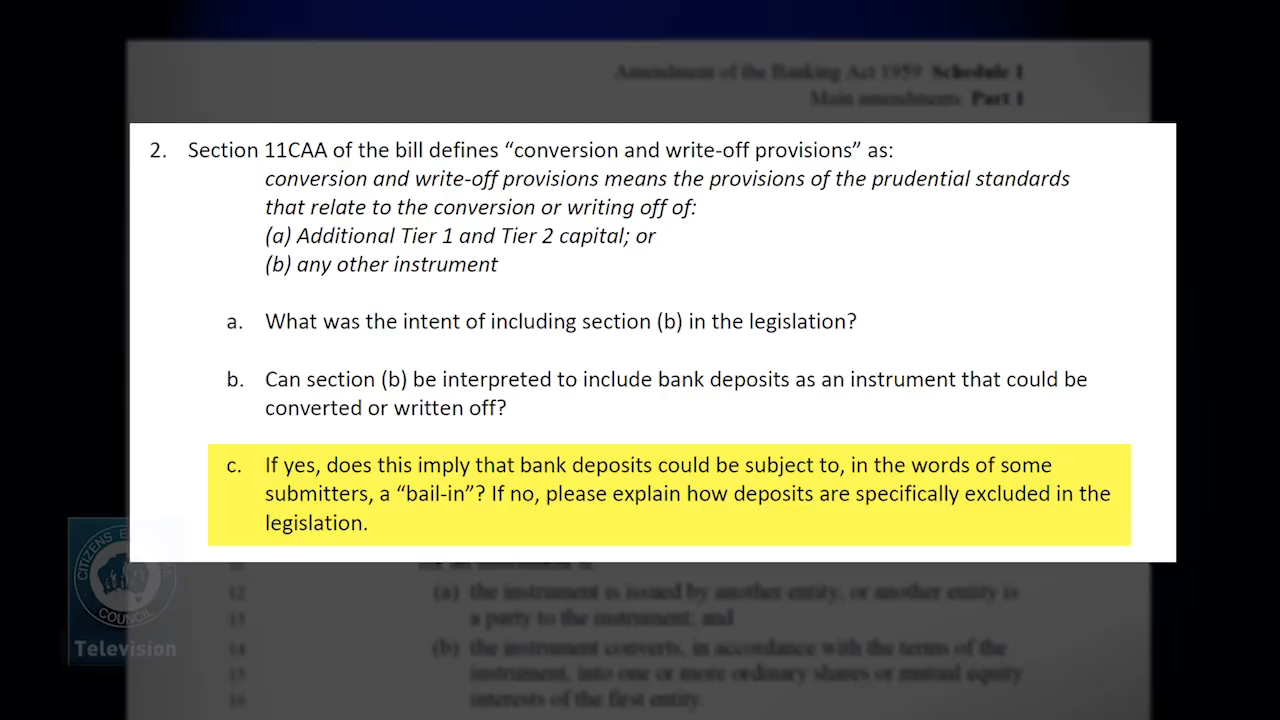 Amendment of the Banking Act 1959 Schedule 1
Main amendments Part 1
2. Section 11CAA of the bill defines “conversion and write-off provisions” as:
conversion and write-off provisions means the provisions of the prudential standards
that relate to the conversion or writing off of:
(a) Additional Tier 1 and Tier 2 capital; or
(b) any other instrument
a. What was the intent of including section (b) in the legislation?
b. Can section (b) be interpreted to include bank deposits as an instrument that could be
converted or written off?
c. If yes, does this imply that bank deposits could be subject to, in the words of some
submitters, a “bail-in”? If no, please explain how deposits are specifically excluded in the
legislation.
12 (a) the instrument is issued by another entity, or another entity is
13 a party to the instrument; and
14 (b) the instrument converts, in accordance with the terms of the
15 instrument, into one or more ordinary shares or mutual equity
16 interests of the first entity.
CITIZENS
COUNCIL
Television